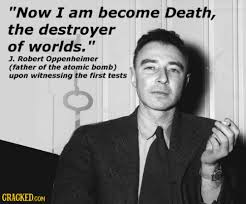 "Now I am become Death,
the destroyer
of worlds."
J. Robert Oppenheimer
(father of the atomic bomb)
upon witnessing the first tests
CRACKED.COM